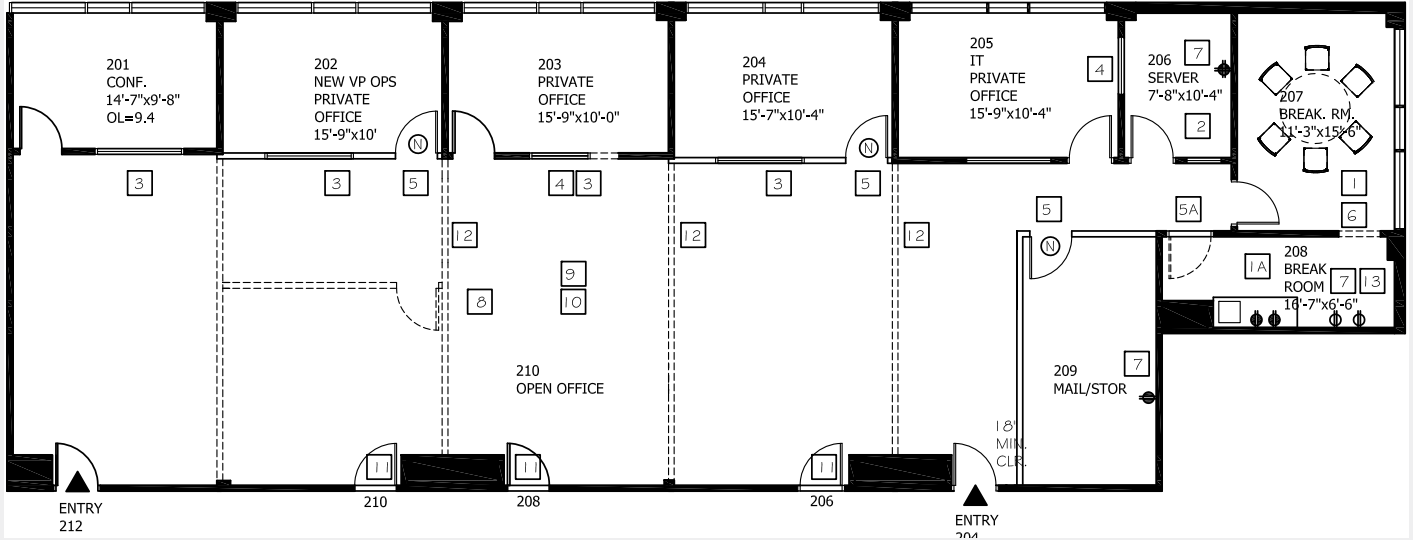 201
CONF.
14'-7"x9'-8"
OL=9.4
202
NEW VP OPS
PRIVATE
OFFICE
15'-9"x10'
203
PRIVATE
OFFICE
15'-9"x10'-0"
204
PRIVATE
OFFICE
15'-7"x10'-4"
205
IT
PRIVATE
OFFICE
15'-9"x10'-4"
4
206
SERVER
7'-8"x10'-4"
7
2
207
BREAK. RM.
11'-3"x15'-6"
N
N
3
3
5
4
3
3
5
5
5A
1
6
12
12
12
N
9
10
8
1A
208
BREAK
ROOM
16'-7"x6'-6"
7
13
210
OPEN OFFICE
209
MAIL/STOR
7
18"
MIN.
CLR.
11
11
11
ENTRY
212
210
208
206
ENTRY
204